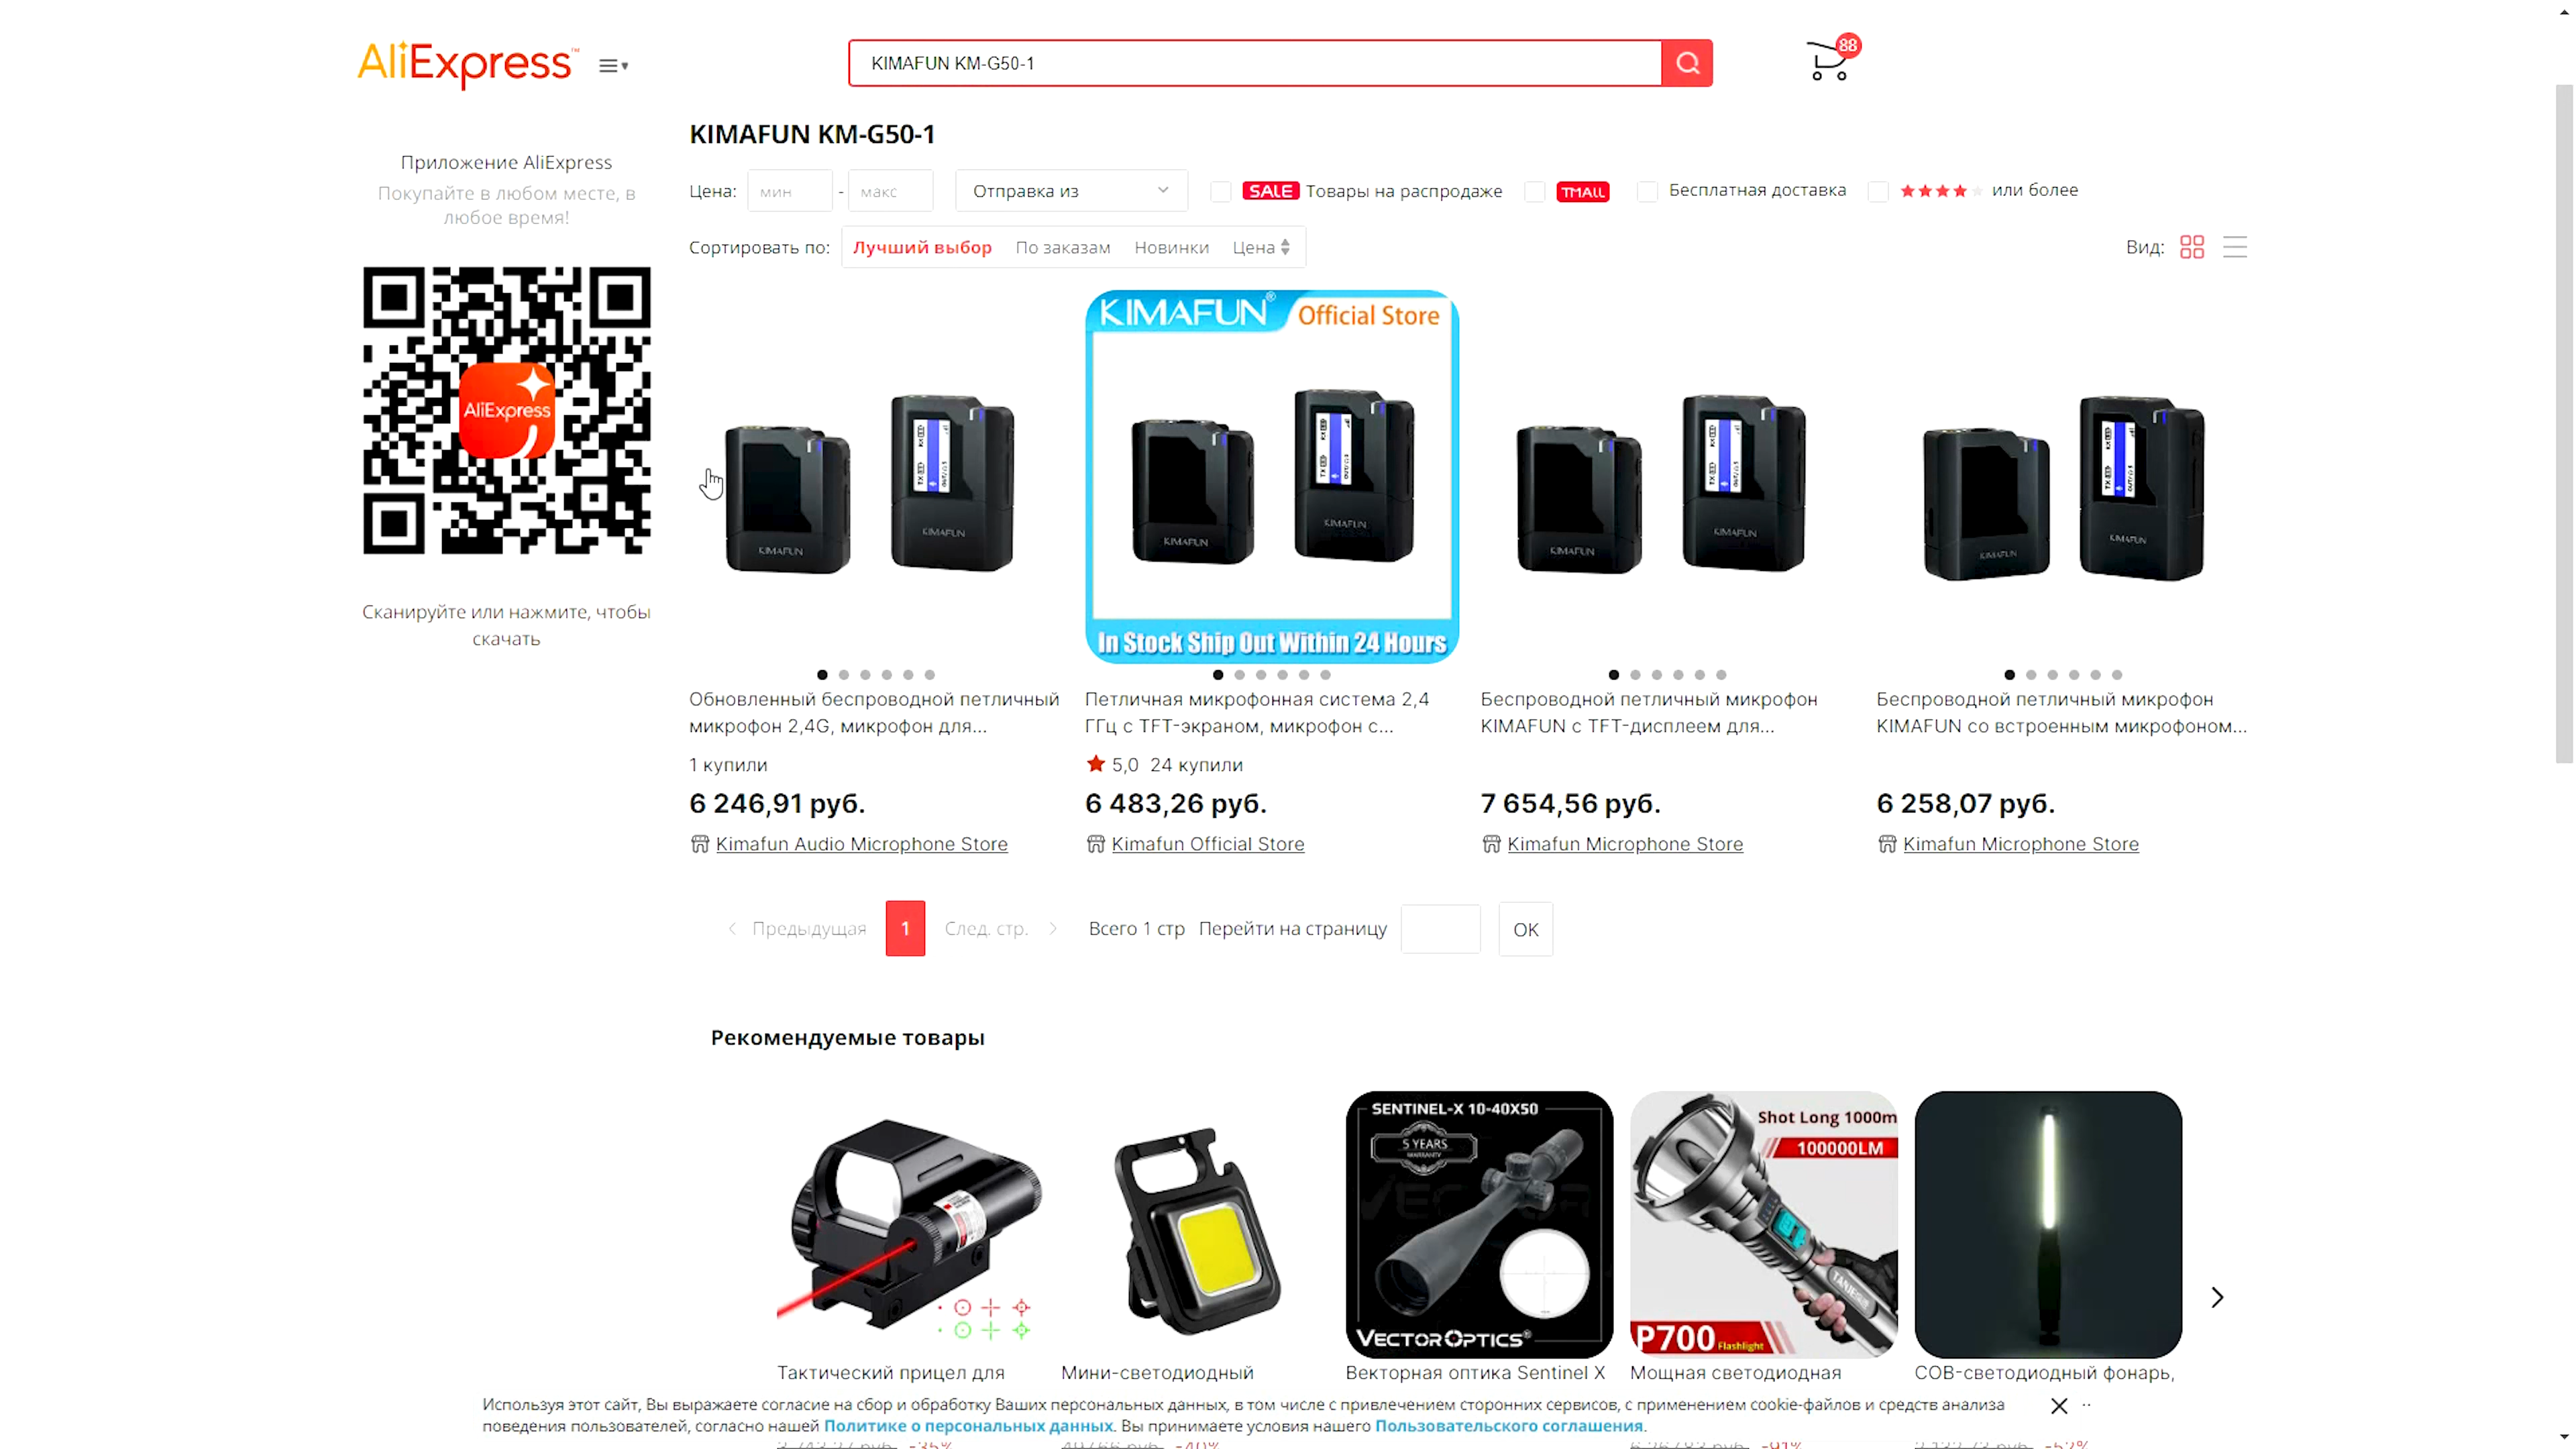 AliExpress™
KIMAFUN KM-G50-1
88
KIMAFUN KM-G50-1
Приложение AliExpress
Покупайте в любом месте, в
любое время!
AliExpress
Сканируйте или нажмите, чтобы
скачать
Цена: мин - макс Отправка из SALE Товары на распродаже TMALL Бесплатная доставка или более
Сортировать по: Лучший выбор По заказам Новинки Цена
Вид:
KIMAFUN® Official Store
In Stock Ship Out Within 24 Hours
KIMAFUN KIMAFUN KIMAFUN KIMAFUN KIMAFUN KIMAFUN KIMAFUN KIMAFUN
Обновленный беспроводной петличный
микрофон 2,4G, микрофон для...
1 купили
6 246,91 руб.
Kimafun Audio Microphone Store
Петличная микрофонная система 2,4
ГГц с TFT-экраном, микрофон с...
5,0 24 купили
6 483,26 руб.
Kimafun Official Store
Беспроводной петличный микрофон
KIMAFUN с TFT-дисплеем для...
7 654,56 руб.
Kimafun Microphone Store
Беспроводной петличный микрофон
KIMAFUN со встроенным микрофоном...
6 258,07 руб.
Kimafun Microphone Store
Предыдущая 1 След. стр. Всего 1 стр Перейти на страницу OK
Рекомендуемые товары
SENTINEL-X 10-40X50
5 YEARS
WARRANTY
VECTOROPTICS®
Shot Long 1000m
100000LM
P700 Flashlight
Тактический прицел для
Мини-светодиодный
Векторная оптика Sentinel X
Мощная светодиодная
COB-светодиодный фонарь,
Используя этот сайт, Вы выражаете согласие на сбор и обработку Ваших персональных данных, в том числе с привлечением сторонних сервисов, с применением cookie-файлов и средств анализа
поведения пользователей, согласно нашей Политике о персональных данных. Вы принимаете условия нашего Пользовательского соглашения.